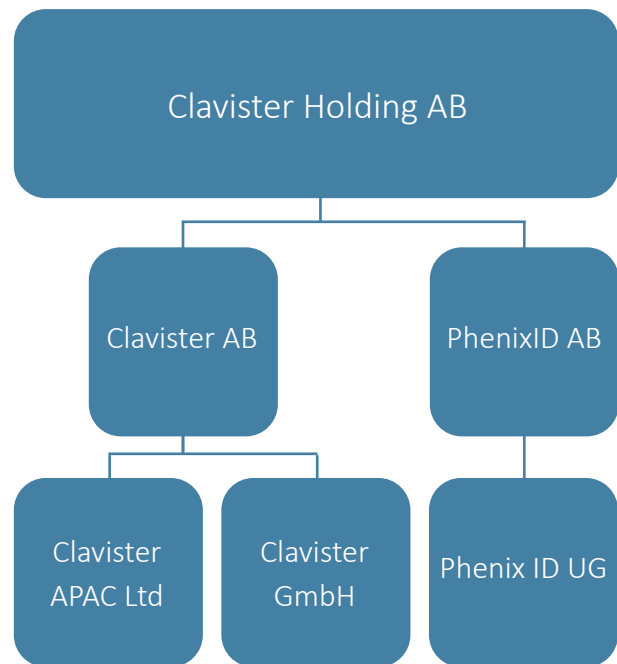 Clavister Holding AB
Clavister AB
PhenixID AB
Clavister
APAC Ltd
Clavister
GmbH
Phenix ID UG